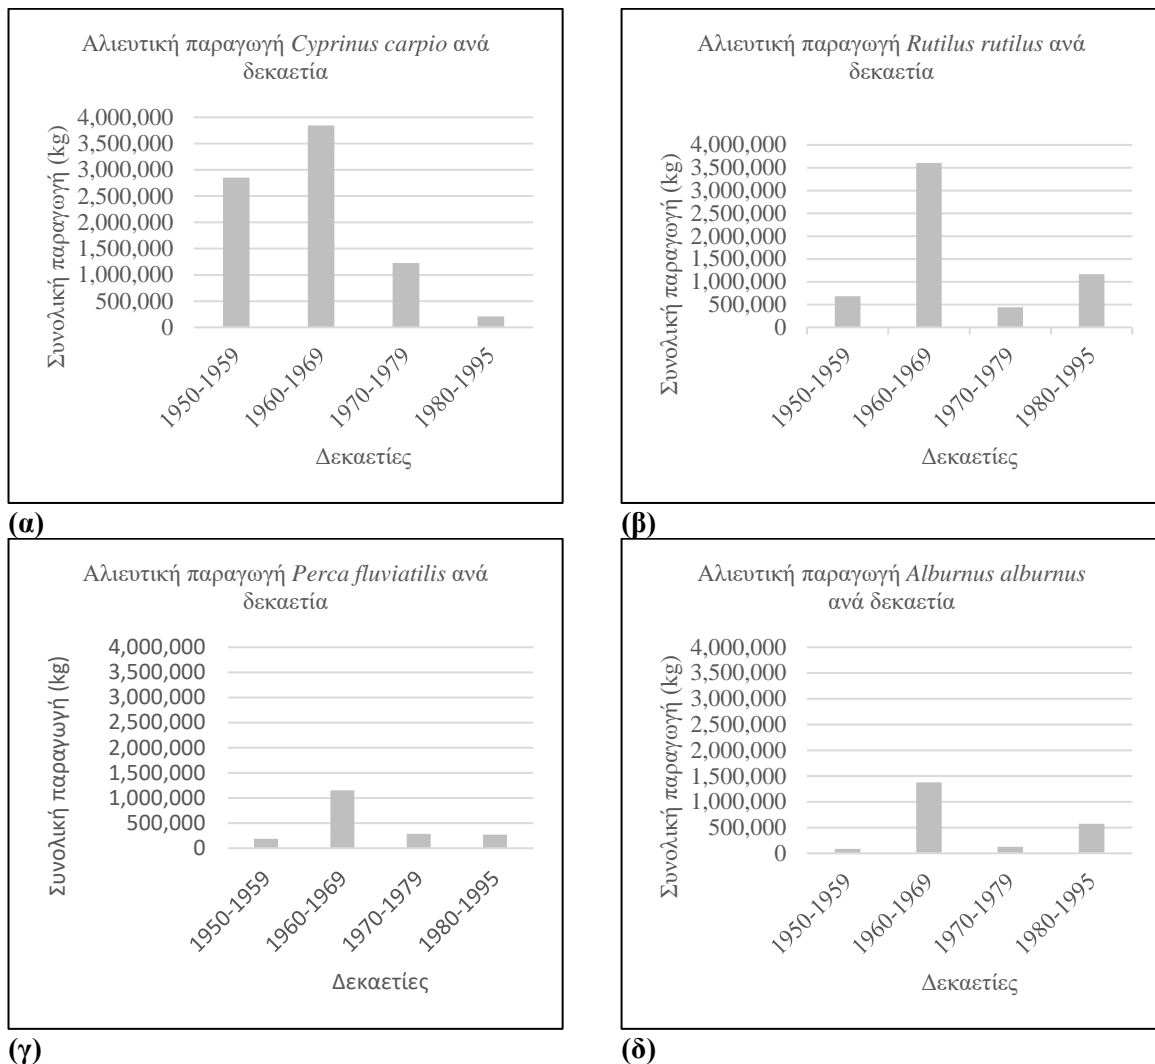 Αλιευτική παραγωγή Cyprinus carpio ανά
δεκαετία
Συνολική παραγωγή (kg)
4,000,000
3,500,000
3,000,000
2,500,000
2,000,000
1,500,000
1,000,000
500,000
0
1950-1959
1960-1969
1970-1979
1980-1995
Δεκαετίες
(α)
Αλιευτική παραγωγή Rutilus rutilus ανά
δεκαετία
Συνολική παραγωγή (kg)
4,000,000
3,500,000
3,000,000
2,500,000
2,000,000
1,500,000
1,000,000
500,000
0
1950-1959
1960-1969
1970-1979
1980-1995
Δεκαετίες
(β)
Αλιευτική παραγωγή Perca fluviatilis ανά
δεκαετία
Συνολική παραγωγή (kg)
4,000,000
3,500,000
3,000,000
2,500,000
2,000,000
1,500,000
1,000,000
500,000
0
1950-1959
1960-1969
1970-1979
1980-1995
Δεκαετίες
(γ)
Αλιευτική παραγωγή Alburnus alburnus
ανά δεκαετία
Συνολική παραγωγή (kg)
4,000,000
3,500,000
3,000,000
2,500,000
2,000,000
1,500,000
1,000,000
500,000
0
1950-1959
1960-1969
1970-1979
1980-1995
Δεκαετίες
(δ)